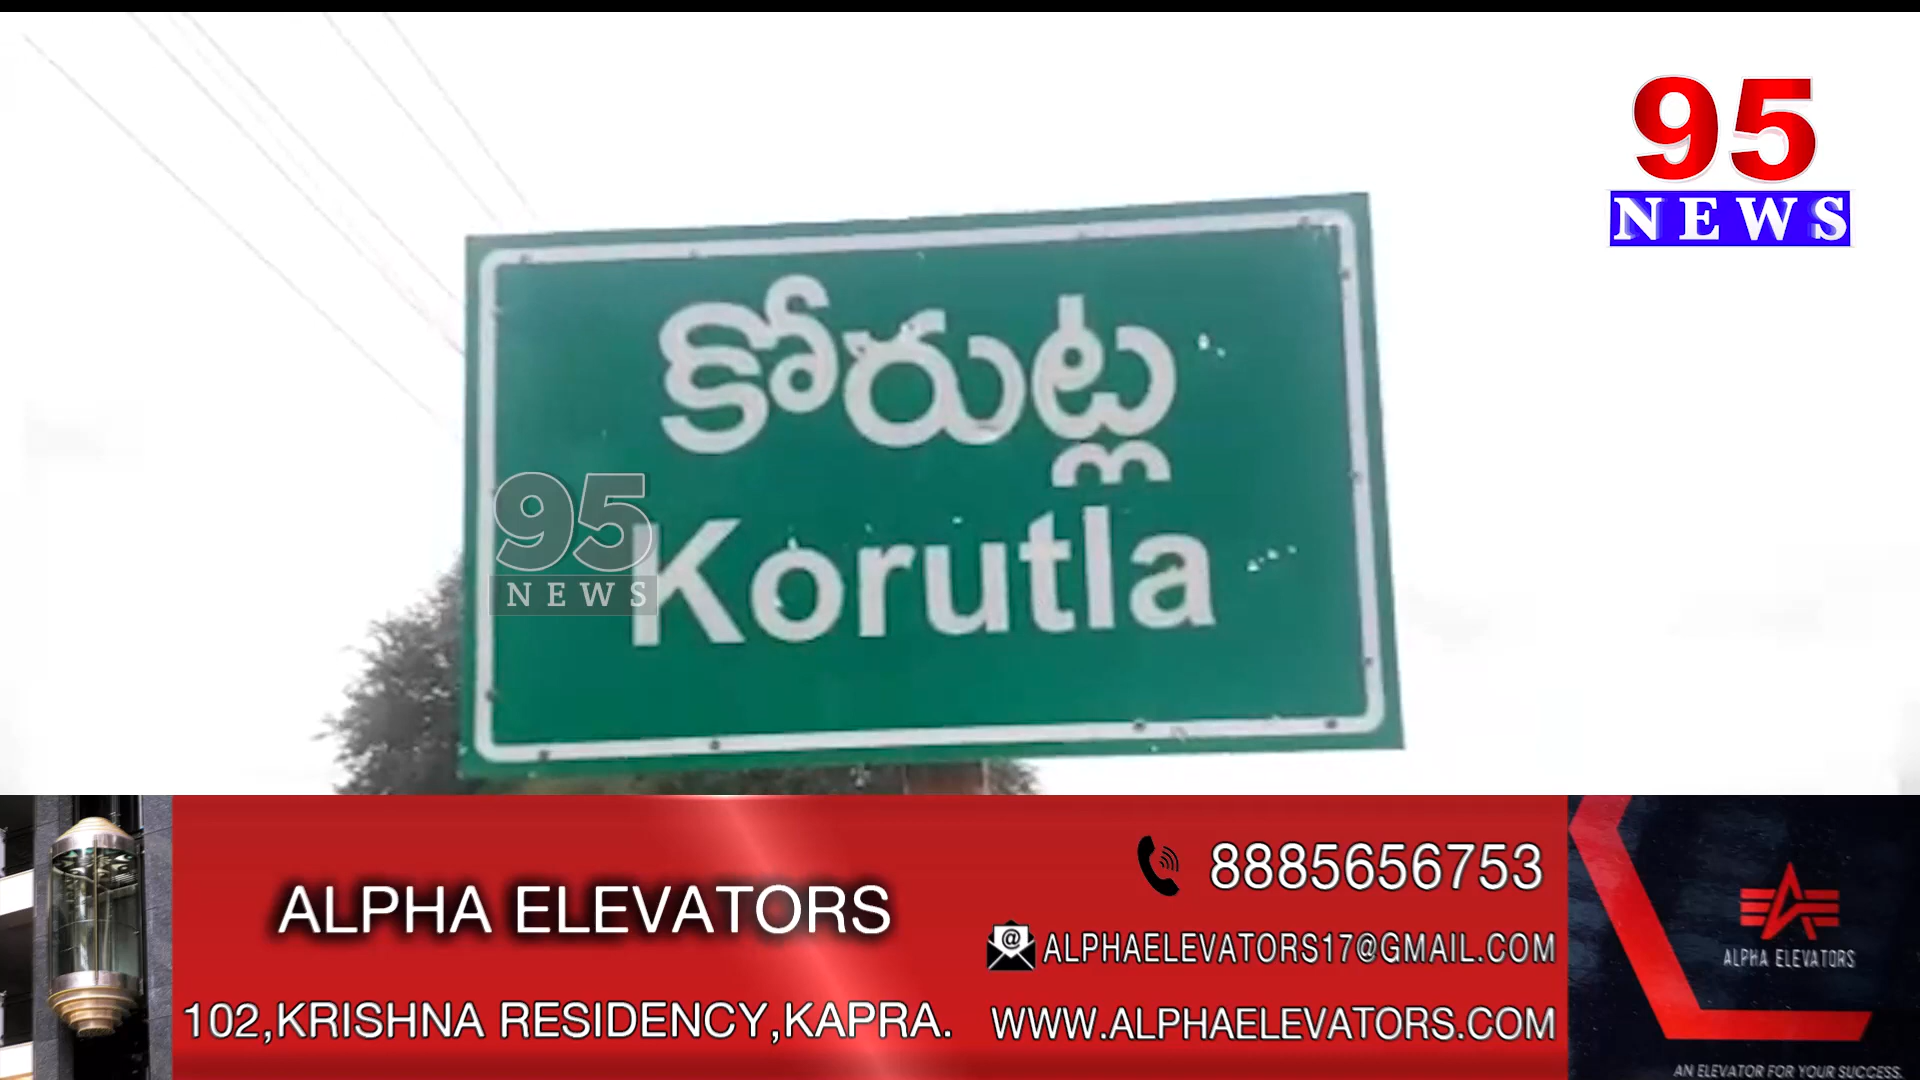 95
NEWS
కోరుట్ల
95
NEWS
Korutla
ALPHA ELEVATORS
102,KRISHNA RESIDENCY,KAPRA.
8885656753
ALPHAELEVATORS17@GMAIL.COM
WWW.ALPHAELEVATORS.COM
ALPHA ELEVATORS
AN ELEVATOR FOR YOUR SUCCESS.